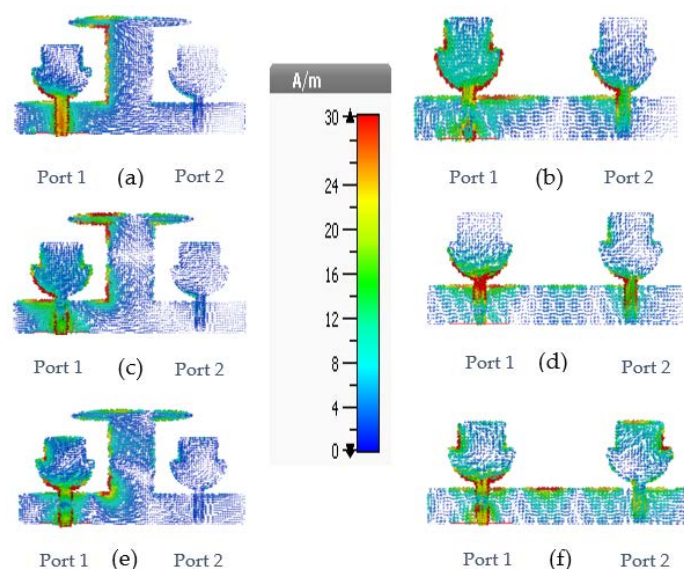 A/m
30
24
20
16
12
8
4
0
Port 1 (a) Port 2
Port 1 (b) Port 2
Port 1 (c) Port 2
Port 1 (d) Port 2
Port 1 (e) Port 2
Port 1 (f) Port 2